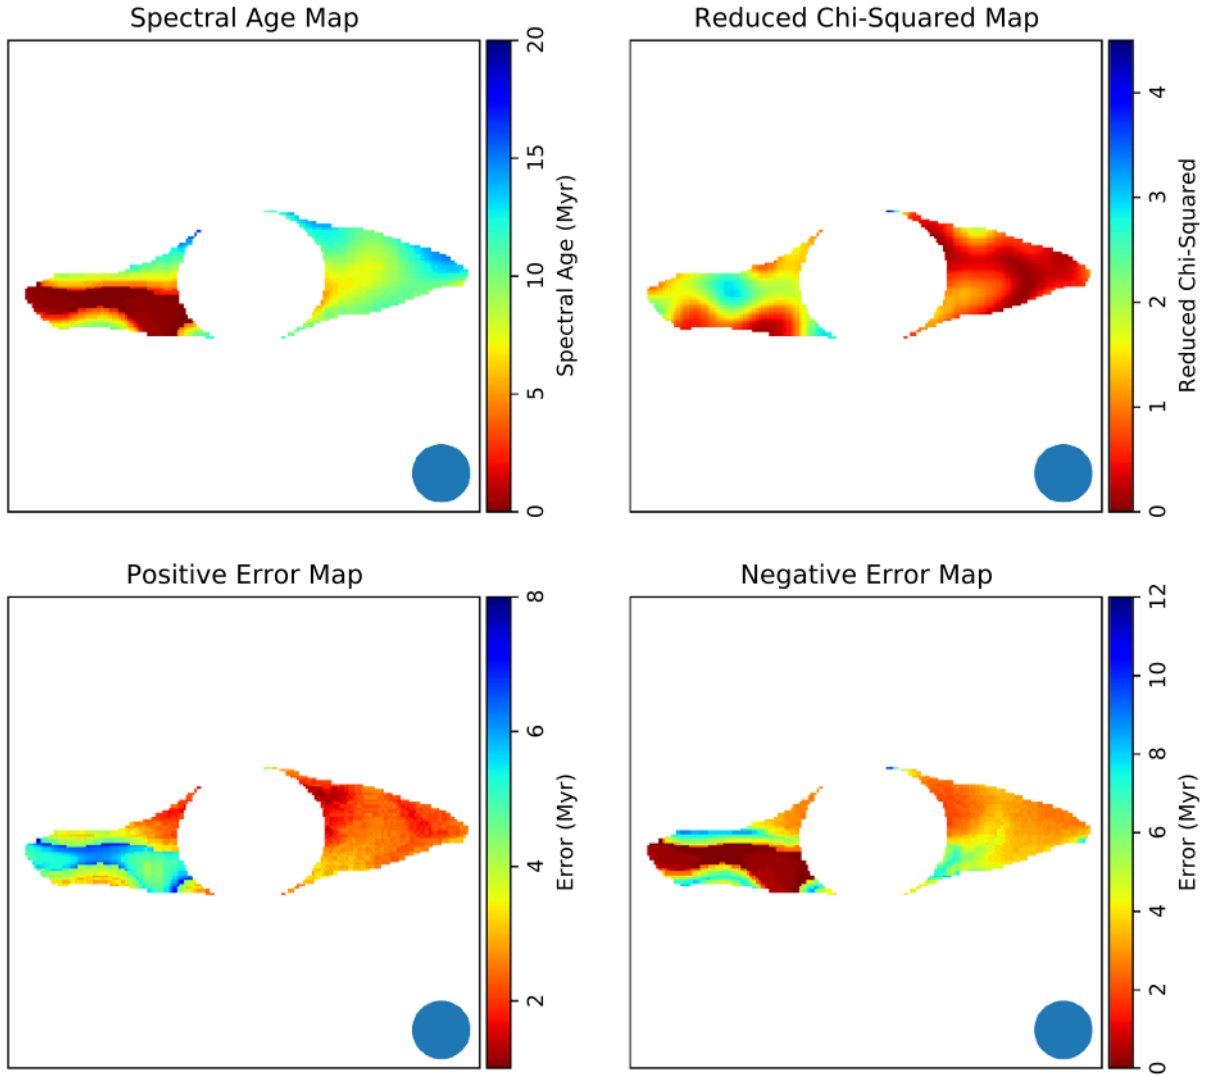 Spectral Age Map
20
15
10
5
0
Spectral Age (Myr)
Reduced Chi-Squared Map
4
3
2
1
0
Reduced Chi-Squared
Positive Error Map
8
6
4
2
Error (Myr)
Negative Error Map
12
10
8
6
4
2
0
Error (Myr)